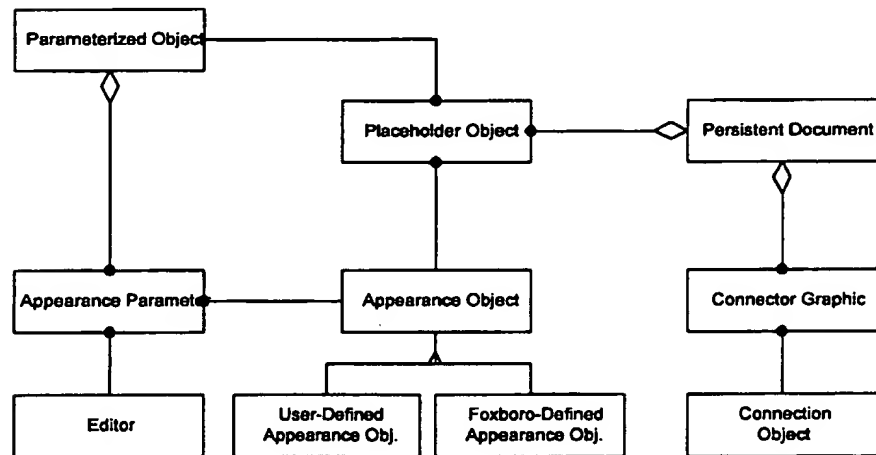 Parameterized Object
Placeholder Object
Persistent Document
Appearance Paramete
Appearance Object
Connector Graphic
Editor
User-Defined
Appearance Obj.
Foxboro-Defined
Appearance Obj.
Connection
Object